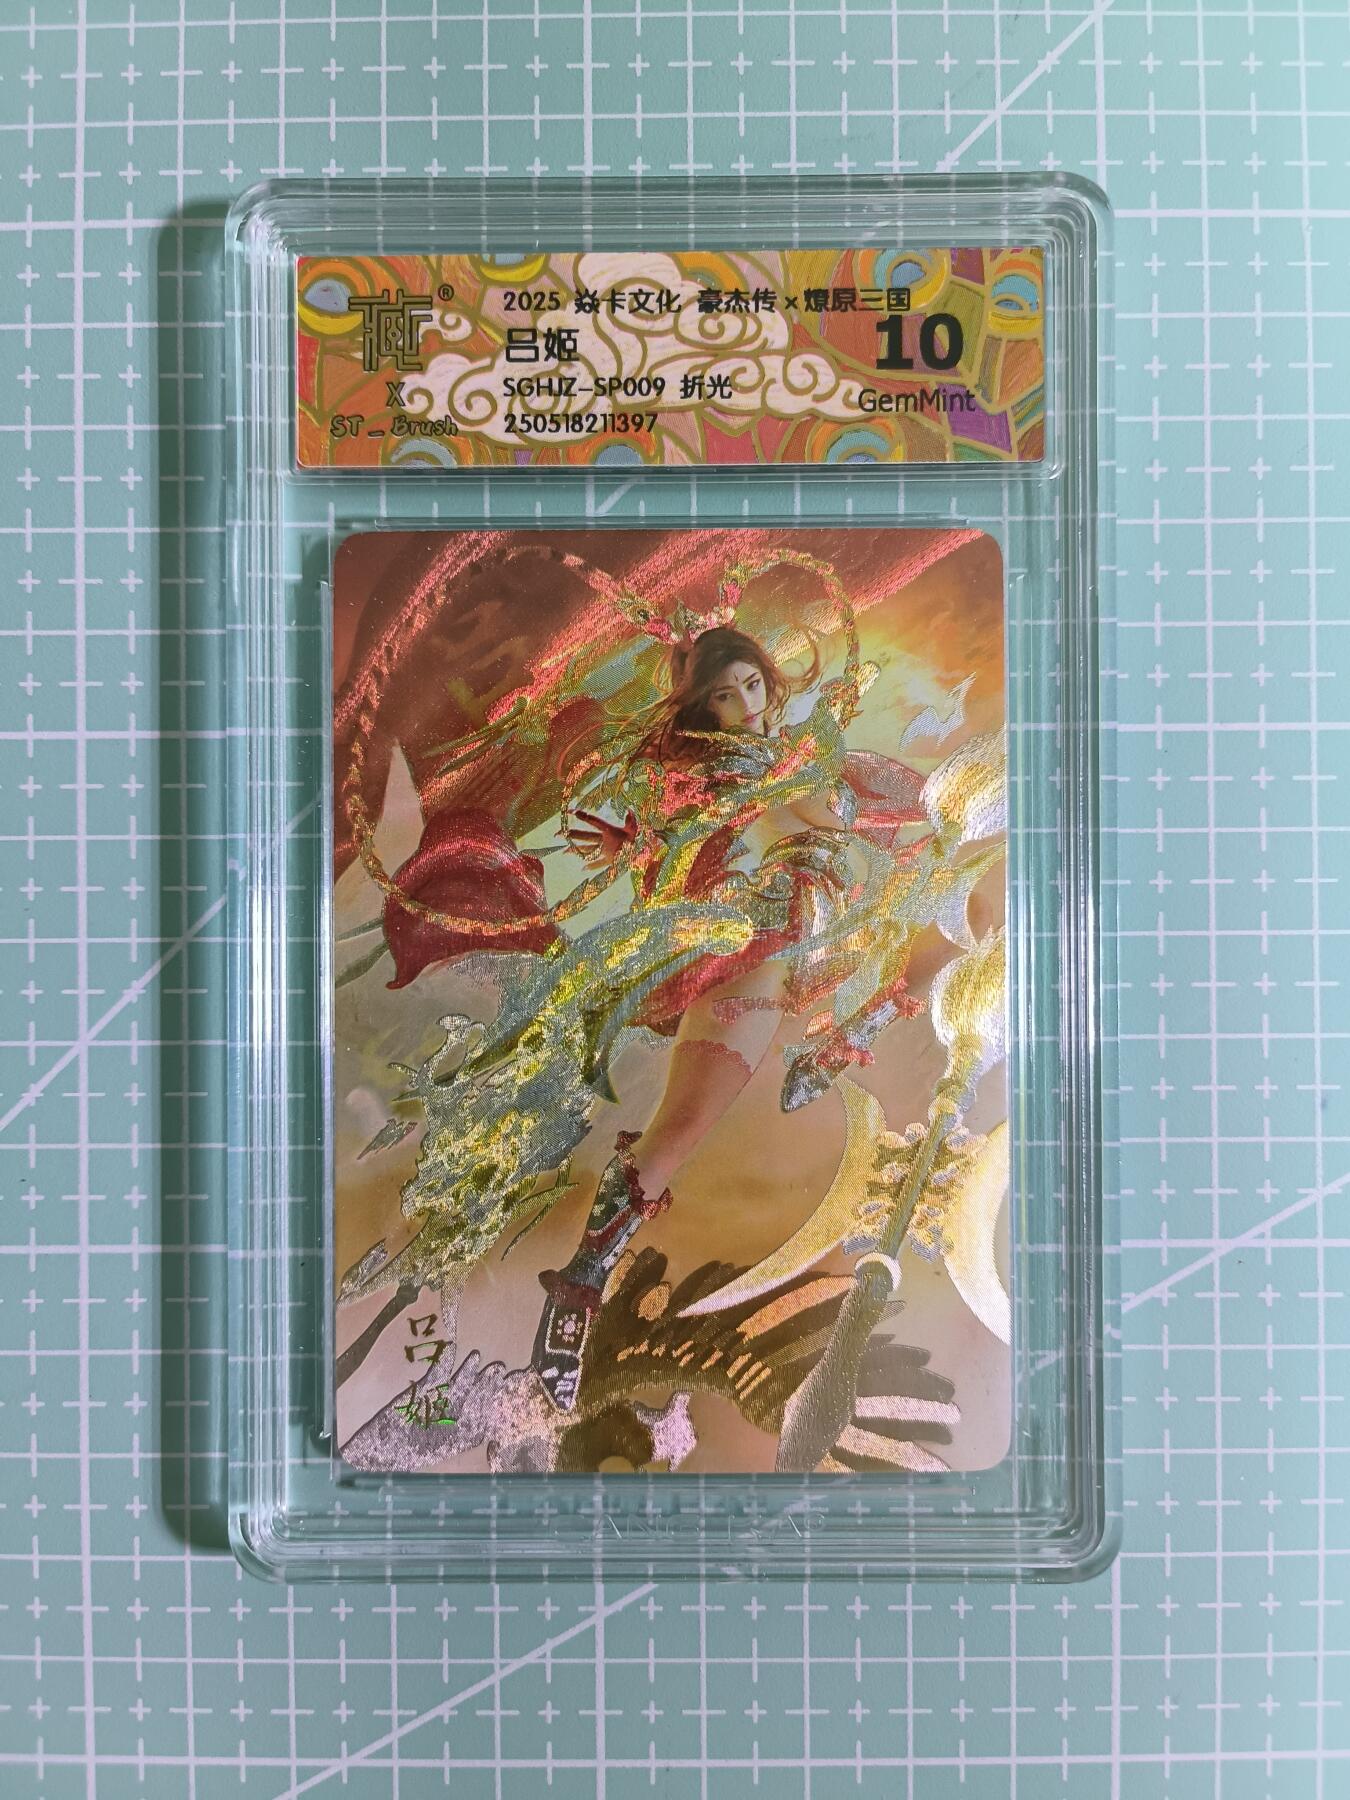 ®
2025 焱卡文化 豪杰传×燎原三国
吕姬
10
SGHJZ-SP009 折光
GemMint
250518211397
X
ST_Brush
吕
姬